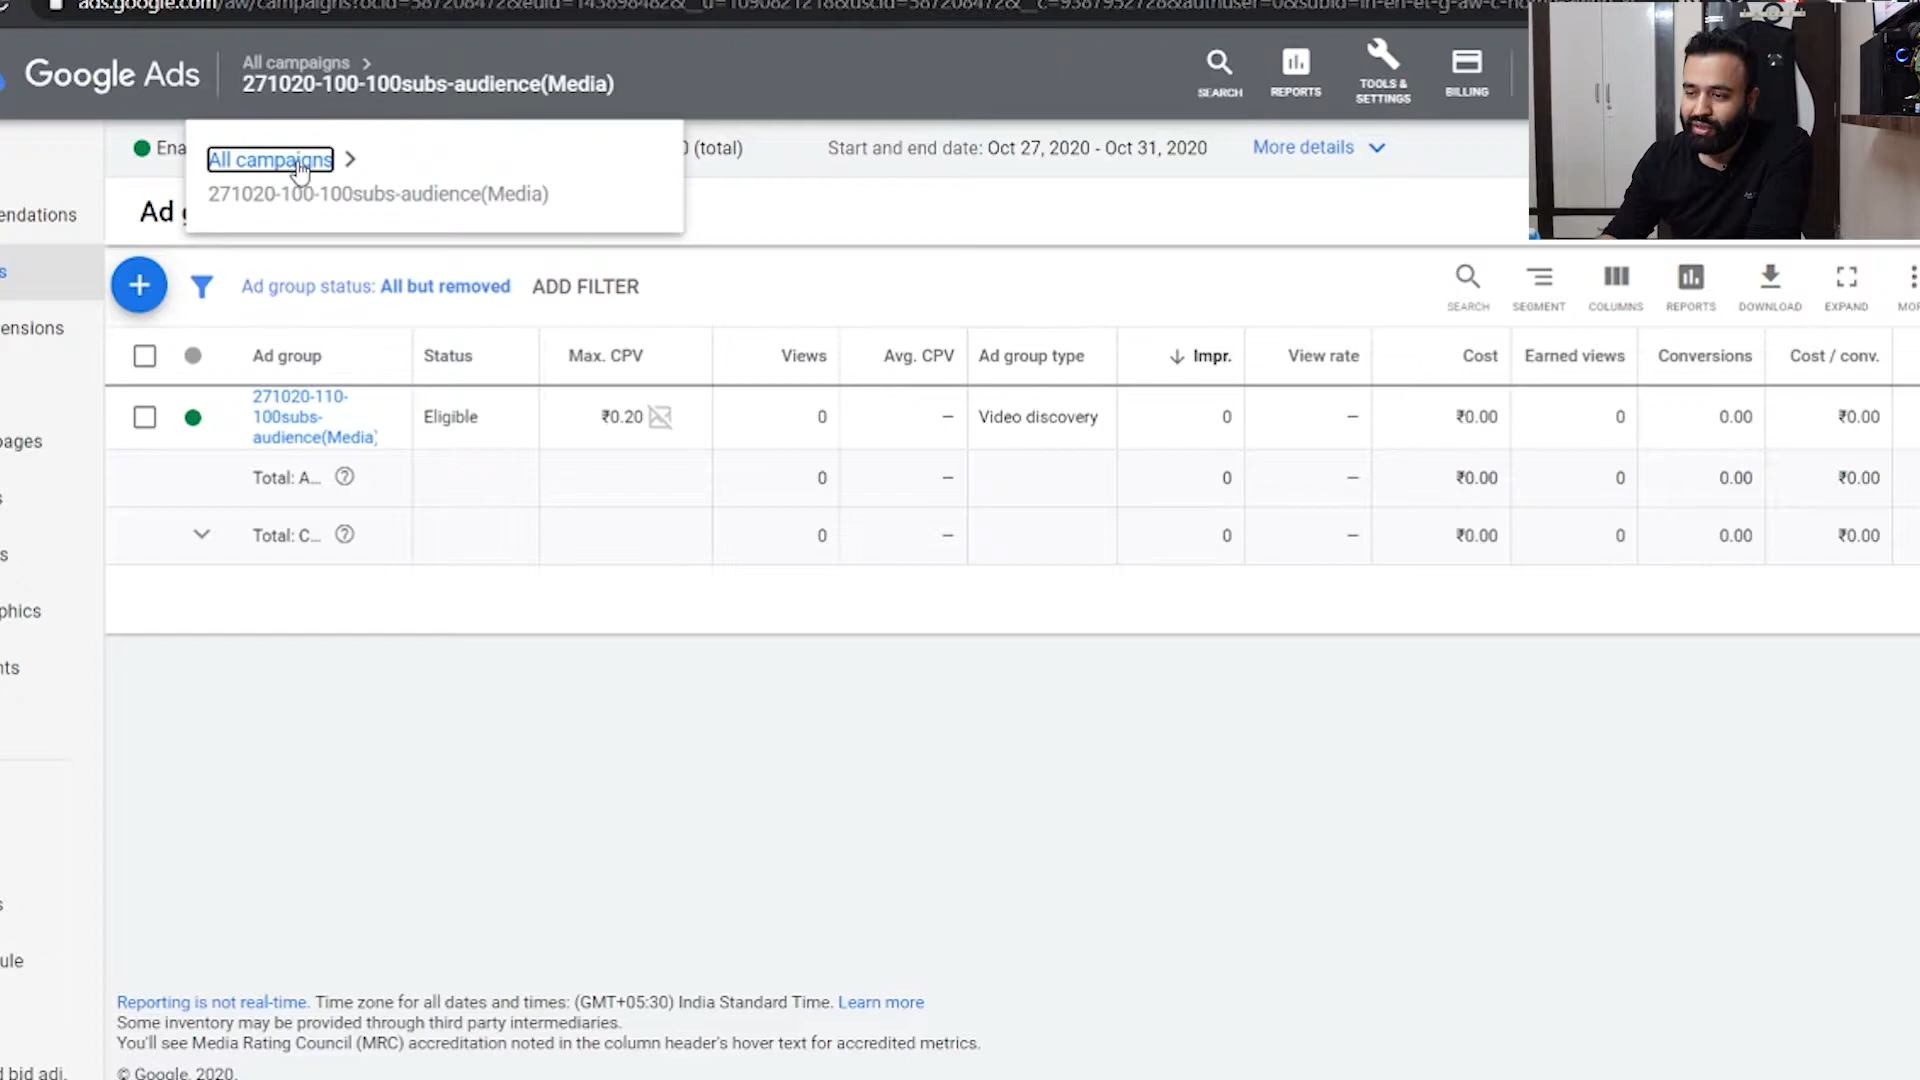 Google Ads
All campaigns >
271020-100-100subs-audience(Media)
SEARCH
REPORTS
TOOLS & SETTINGS
BILLING
Ena
All campaigns >
271020-100-100subs-audience(Media)
(total)
Start and end date: Oct 27, 2020 - Oct 31, 2020
More details
endations
Ad
s
+
Ad group status: All but removed
ADD FILTER
SEARCH
SEGMENT
COLUMNS
REPORTS
DOWNLOAD
EXPAND
MOR
ensions
Ad group Status Max. CPV Views Avg. CPV Ad group type ↓ Impr. View rate Cost Earned views Conversions Cost / conv.
271020-110-
100subs-
audience(Media)
Eligible ₹0.20 0 – Video discovery 0 – ₹0.00 0 0.00 ₹0.00
pages
Total: A... ? 0 – 0 – ₹0.00 0 0.00 ₹0.00
s
Total: C... ? 0 – 0 – ₹0.00 0 0.00 ₹0.00
s
phics
nts
s
ule
Reporting is not real-time. Time zone for all dates and times: (GMT+05:30) India Standard Time. Learn more
Some inventory may be provided through third party intermediaries.
You'll see Media Rating Council (MRC) accreditation noted in the column header's hover text for accredited metrics.
d bid adj.
© Google, 2020.